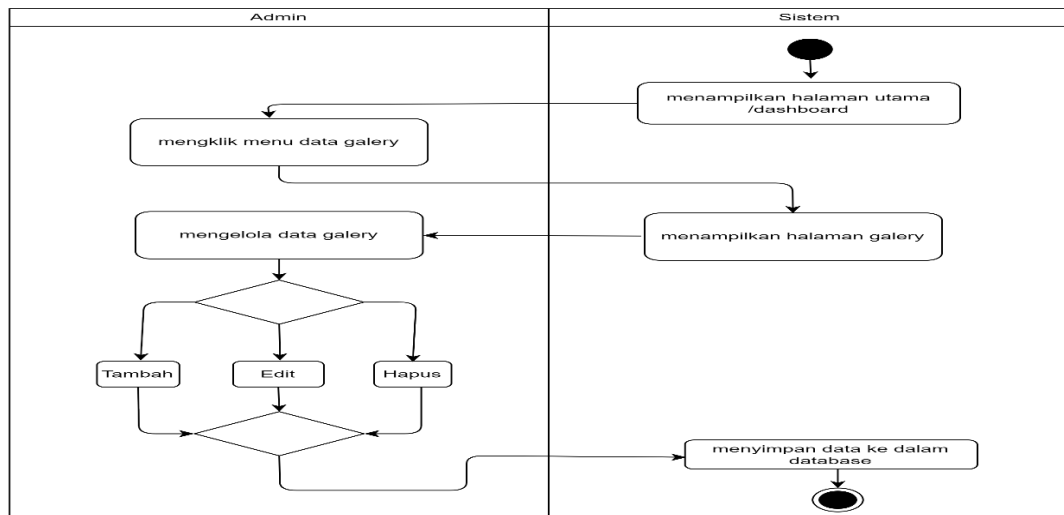 Admin
Sistem
menampilkan halaman utama
/dashboard
mengklik menu data galery
mengelola data galery
menampilkan halaman galery
Tambah
Edit
Hapus
menyimpan data ke dalam
database